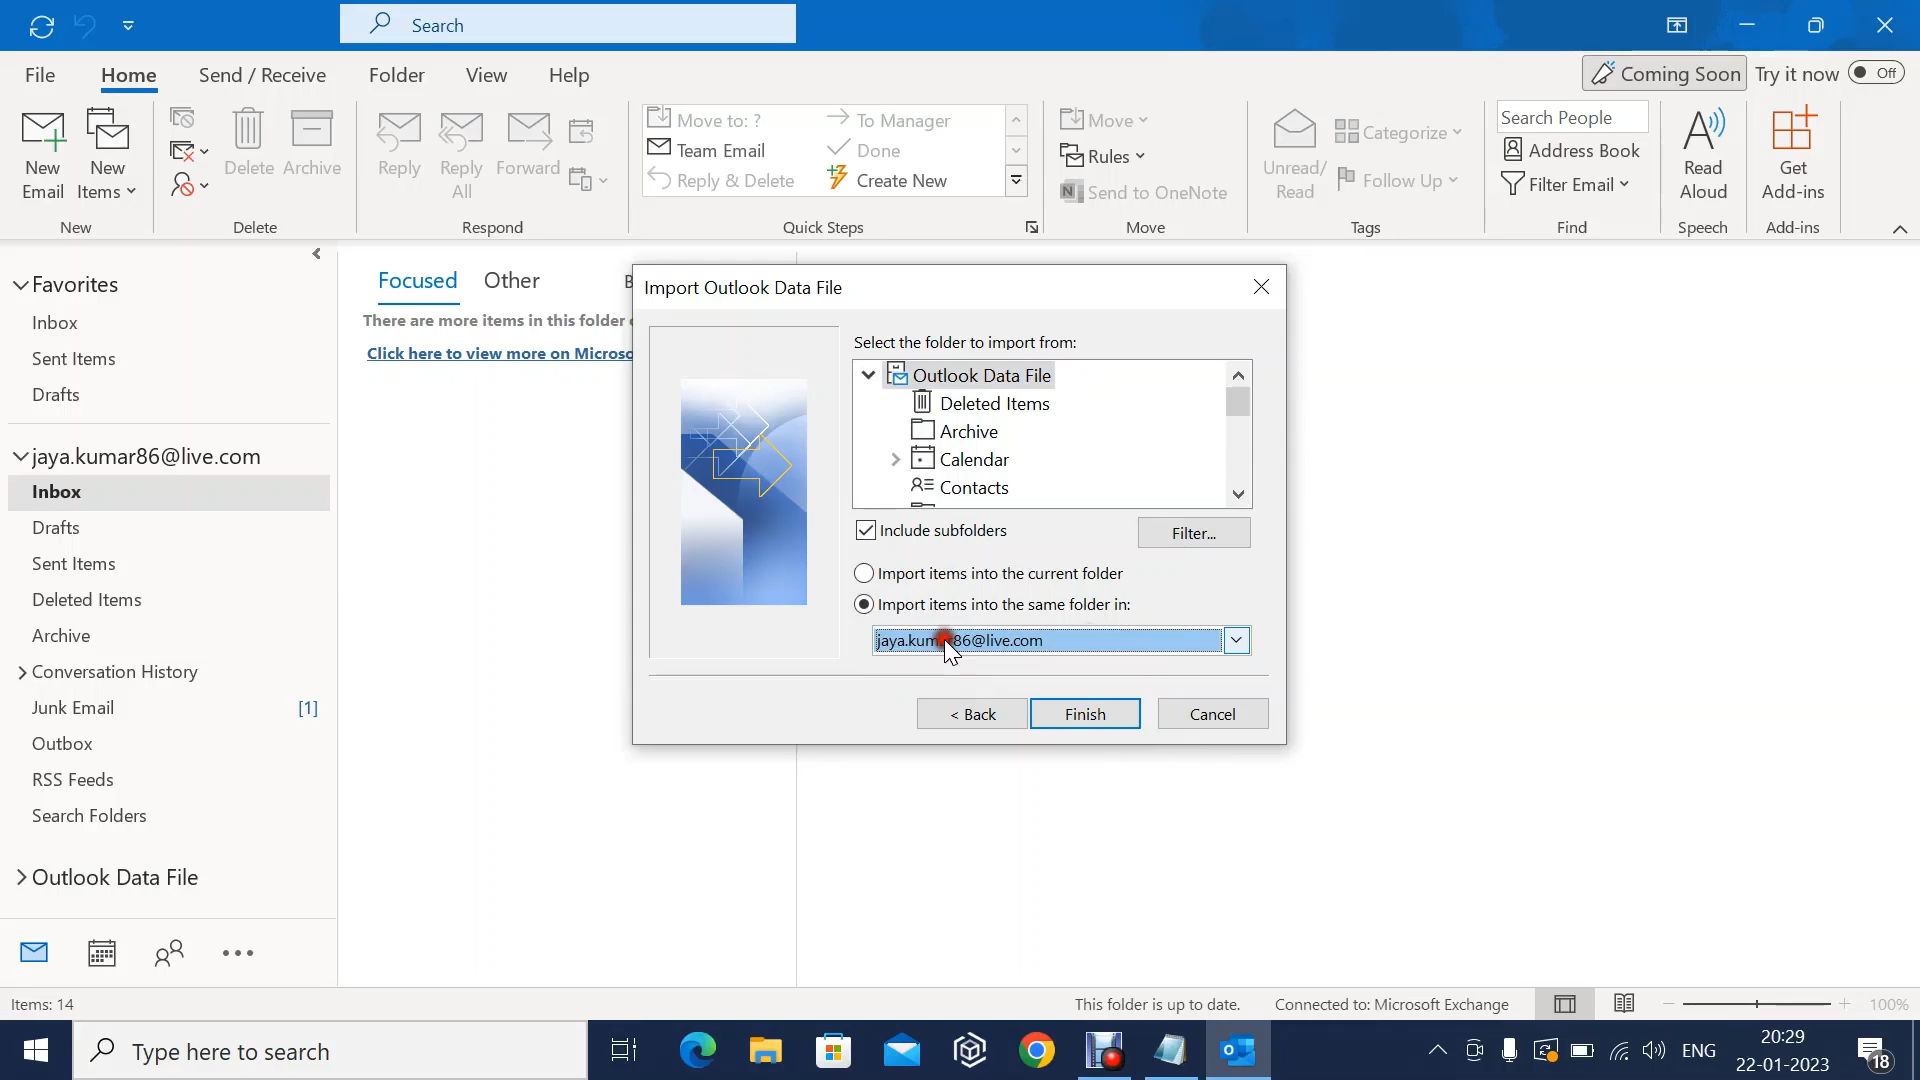 Search
File
Home
Send / Receive
Folder
View
Help
Coming Soon
Try it now
Off
New
Email
New
Items
Delete
Archive
Reply
Reply
All
Forward
Move to: ?
Team Email
Reply & Delete
To Manager
Done
Create New
Move
Rules
Send to OneNote
Unread/
Read
Categorize
Follow Up
Search People
Address Book
Filter Email
Read
Aloud
Get
Add-ins
New
Delete
Respond
Quick Steps
Move
Tags
Find
Speech
Add-ins
Favorites
Inbox
Sent Items
Drafts
jaya.kumar86@live.com
Inbox
Drafts
Sent Items
Deleted Items
Archive
Conversation History
Junk Email [1]
Outbox
RSS Feeds
Search Folders
Outlook Data File
Focused
Other
There are more items in this folder
Click here to view more on
Import Outlook Data File
Select the folder to import from:
Outlook Data File
Deleted Items
Archive
Calendar
Contacts
Include subfolders
Filter...
Import items into the current folder
Import items into the same folder in:
jaya.kumar86@live.com
< Back
Finish
Cancel
Items: 14
This folder is up to date.
Connected to: Microsoft Exchange
100%
Type here to search
ENG
20:29
22-01-2023
18